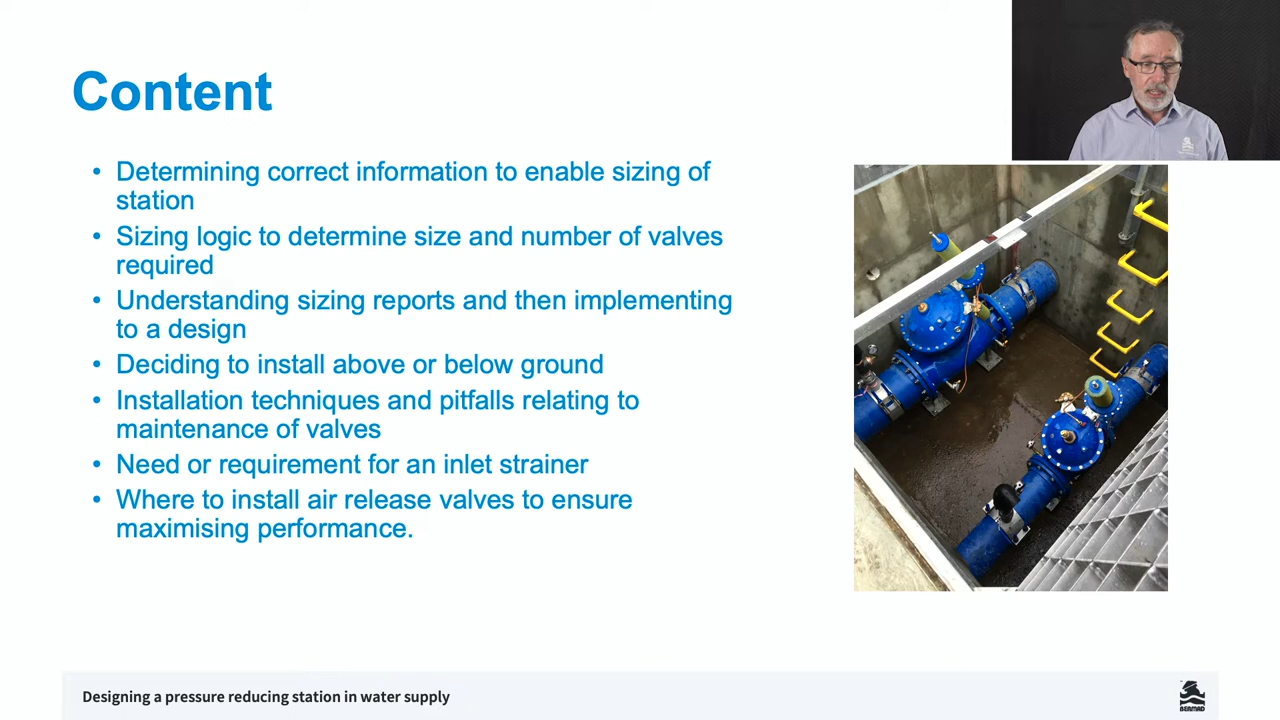 Content
• Determining correct information to enable sizing of
station
• Sizing logic to determine size and number of valves
required
• Understanding sizing reports and then implementing
to a design
• Deciding to install above or below ground
• Installation techniques and pitfalls relating to
maintenance of valves
• Need or requirement for an inlet strainer
• Where to install air release valves to ensure
maximising performance.
Designing a pressure reducing station in water supply
BERMAD